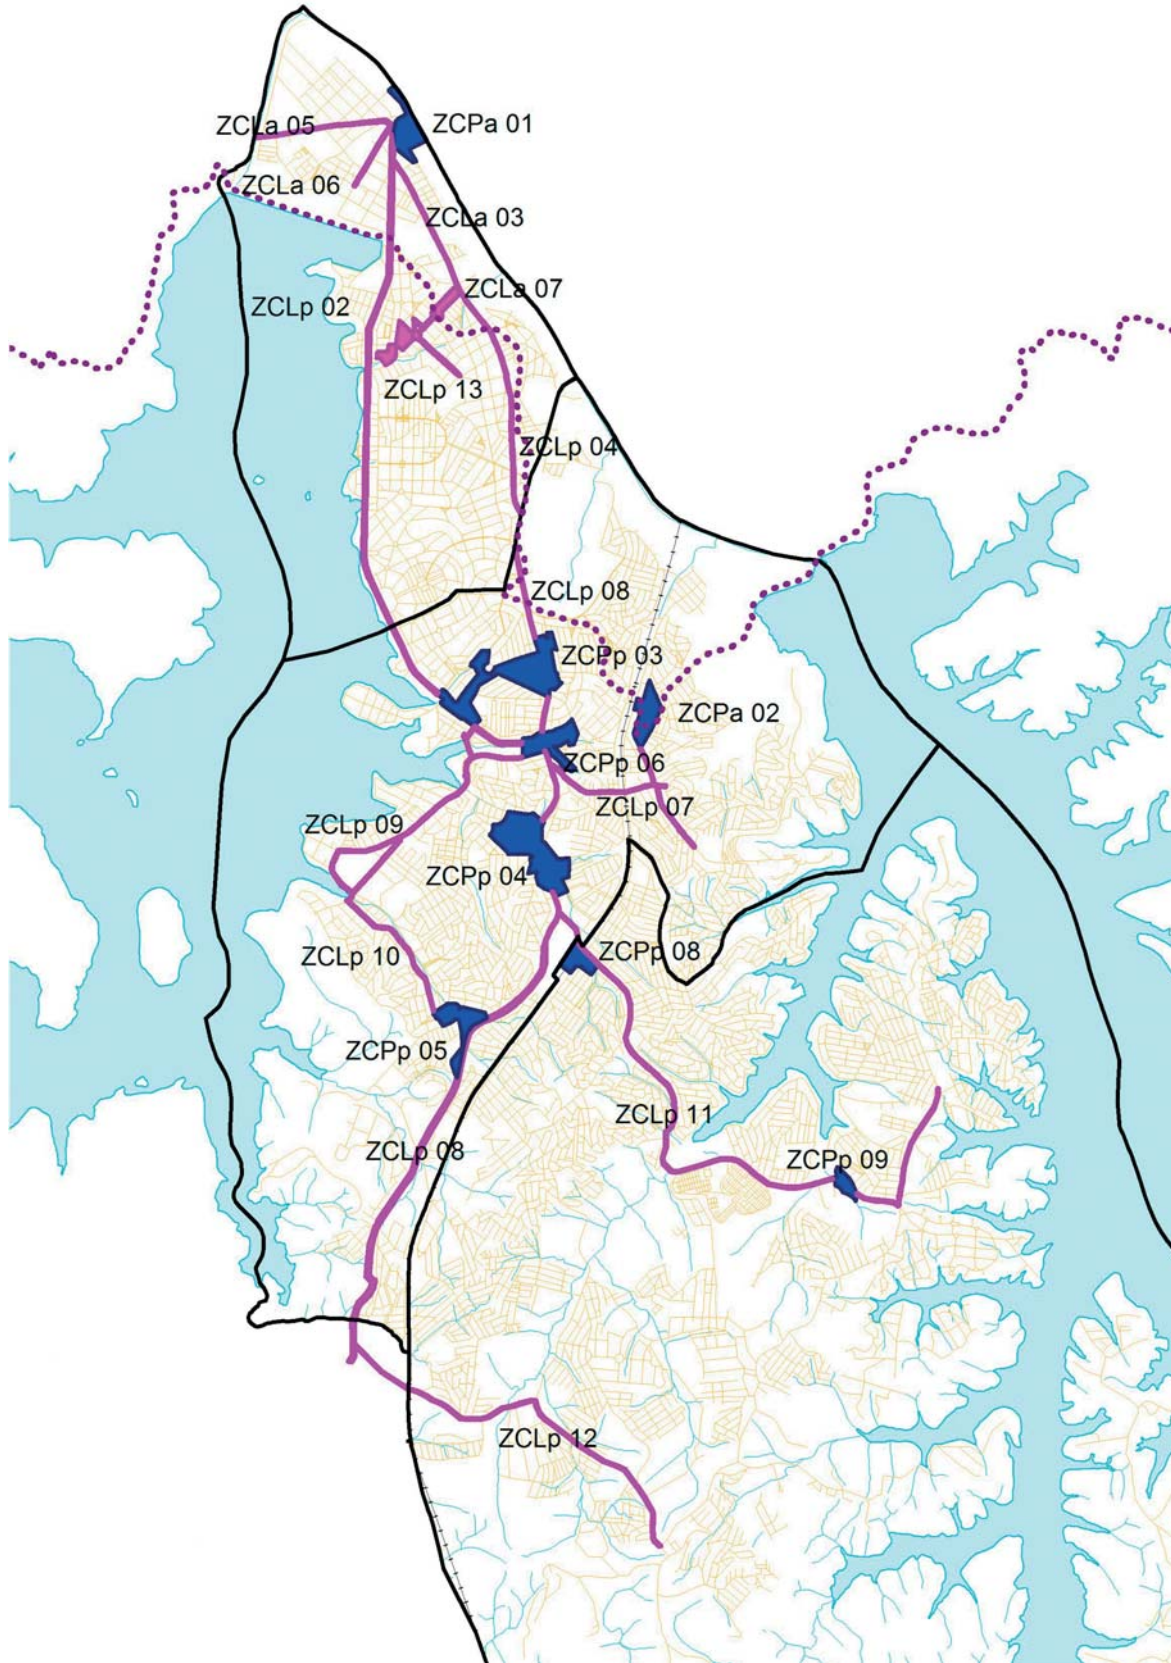 ZCLa 05
ZCPa 01
ZCLa 06
ZCLa 03
ZCLa 07
ZCLp 02
ZCLp 13
ZCLp 04
ZCLp 08
ZCPp 03
ZCPa 02
ZCPp 06
ZCLp 07
ZCLp 09
ZCPp 04
ZCPp 08
ZCLp 10
ZCPp 05
ZCLp 11
ZCLp 08
ZCPp 09
ZCLp 12